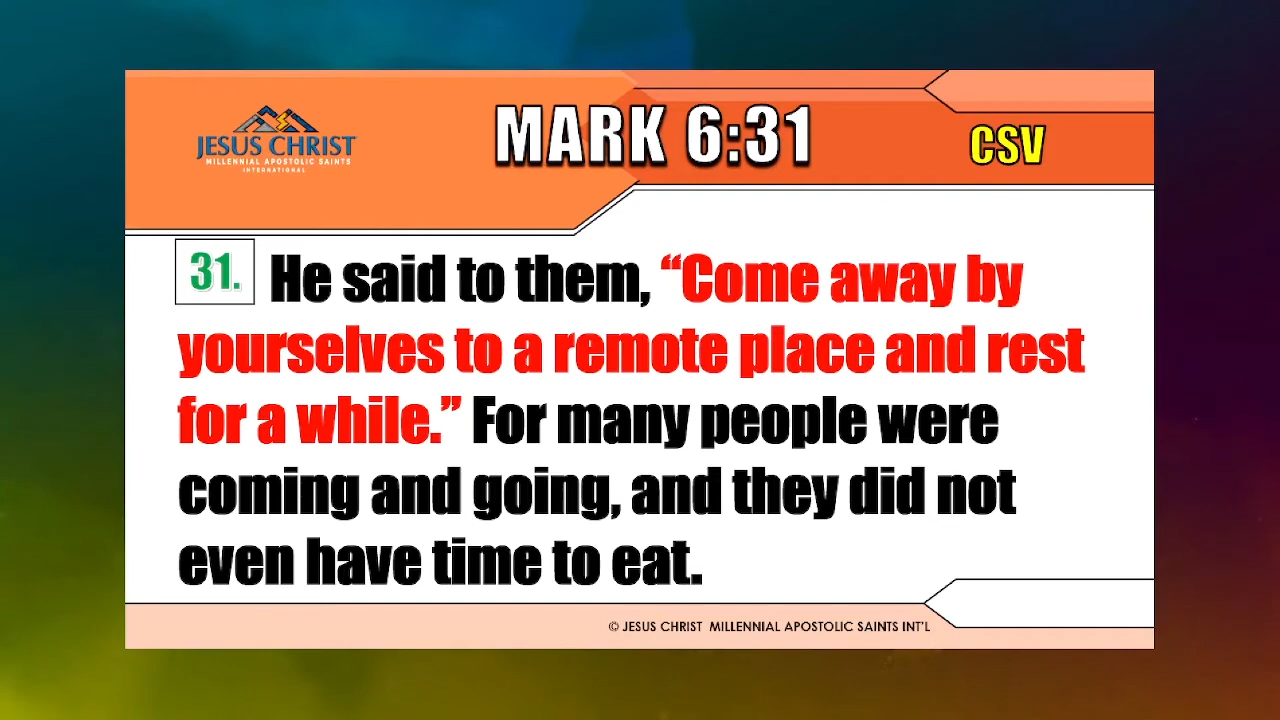 JESUS CHRIST
MILLENNIAL APOSTOLIC SAINTS
INTERNATIONAL
MARK 6:31
CSV
31. He said to them, “Come away by
yourselves to a remote place and rest
for a while.” For many people were
coming and going, and they did not
even have time to eat.
© JESUS CHRIST MILLENNIAL APOSTOLIC SAINTS INT'L